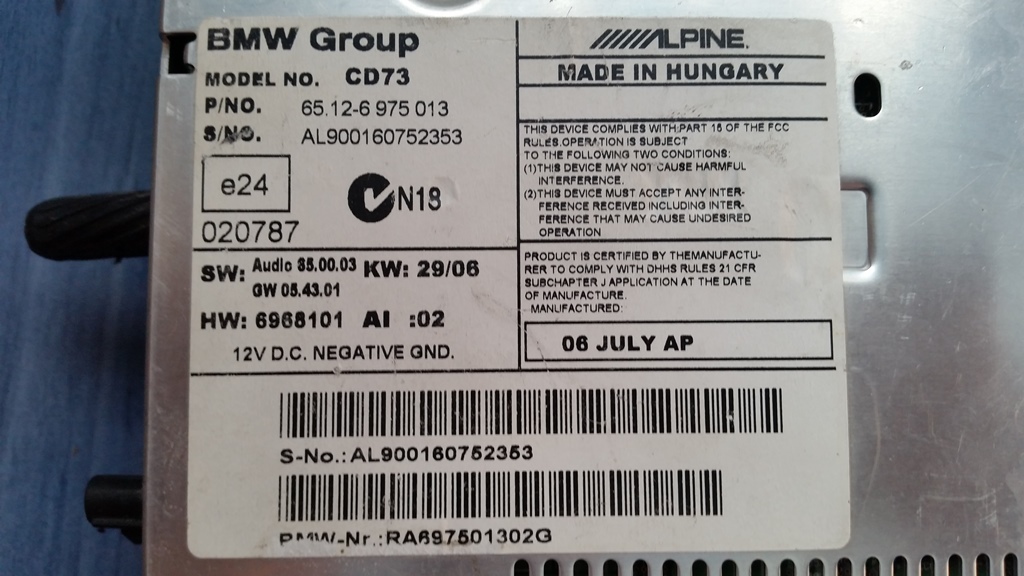 BMW Group
MODEL NO. CD73
P/NO. 65.12-6 975 013
S/NO. AL900160752353
e24
N18
020787
SW: Audio 85.00.03 KW: 29/06
GW 05.43.01
HW: 6968101 AI :02
12V D.C. NEGATIVE GND.
ALPINE.
MADE IN HUNGARY
THIS DEVICE COMPLIES WITH:PART 15 OF THE FCC
RULES.OPERATION IS SUBJECT
TO THE FOLLOWING TWO CONDITIONS:
(1)THIS DEVICE MAY NOT CAUSE HARMFUL
INTERFERENCE.
(2)THIS DEVICE MUST ACCEPT ANY INTER-
FERENCE RECEIVED INCLUDING INTER-
FERENCE THAT MAY CAUSE UNDESIRED
OPERATION
PRODUCT IS CERTIFIED BY THEMANUFACTU-
RER TO COMPLY WITH DHHS RULES 21 CFR
SUBCHAPTER J APPLICATION AT THE DATE
OF MANUFACTURE.
MANUFACTURED:
06 JULY AP
S-No.:AL900160752353
BMW-Nr.:RA697501302G